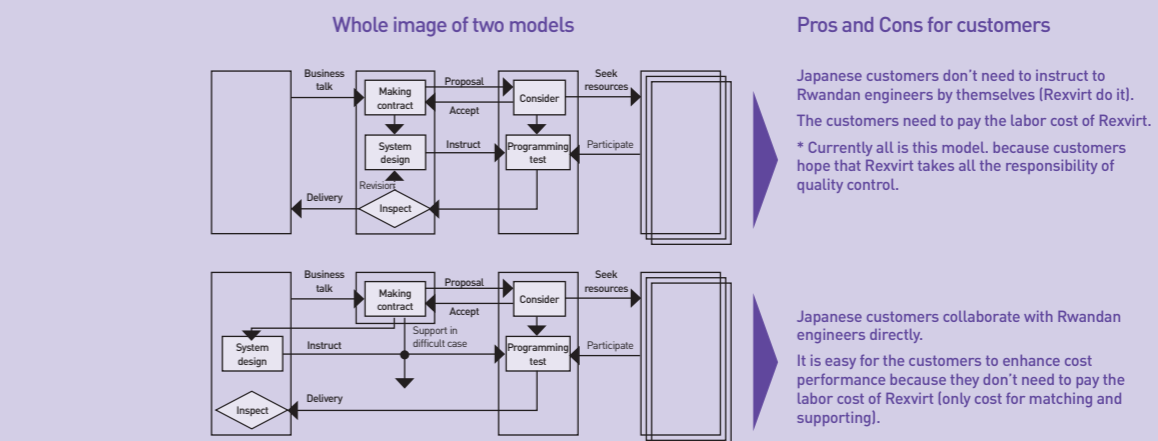 Whole image of two models
Pros and Cons for customers
Business
talk
Making
contract
Proposal
Accept
Consider
Seek
resources
System
design
Instruct
Programming
test
Participate
Revision
Delivery
Inspect
Japanese customers don't need to instruct to
Rwandan engineers by themselves (Rexvirt do it).
The customers need to pay the labor cost of Rexvirt.
* Currently all is this model. because customers
hope that Rexvirt takes all the responsibility of
quality control.
Business
talk
Making
contract
Proposal
Accept
Consider
Seek
resources
System
design
Instruct
Support in
difficult case
Programming
test
Participate
Delivery
Inspect
Japanese customers collaborate with Rwandan
engineers directly.
It is easy for the customers to enhance cost
performance because they don't need to pay the
labor cost of Rexvirt (only cost for matching and
supporting).